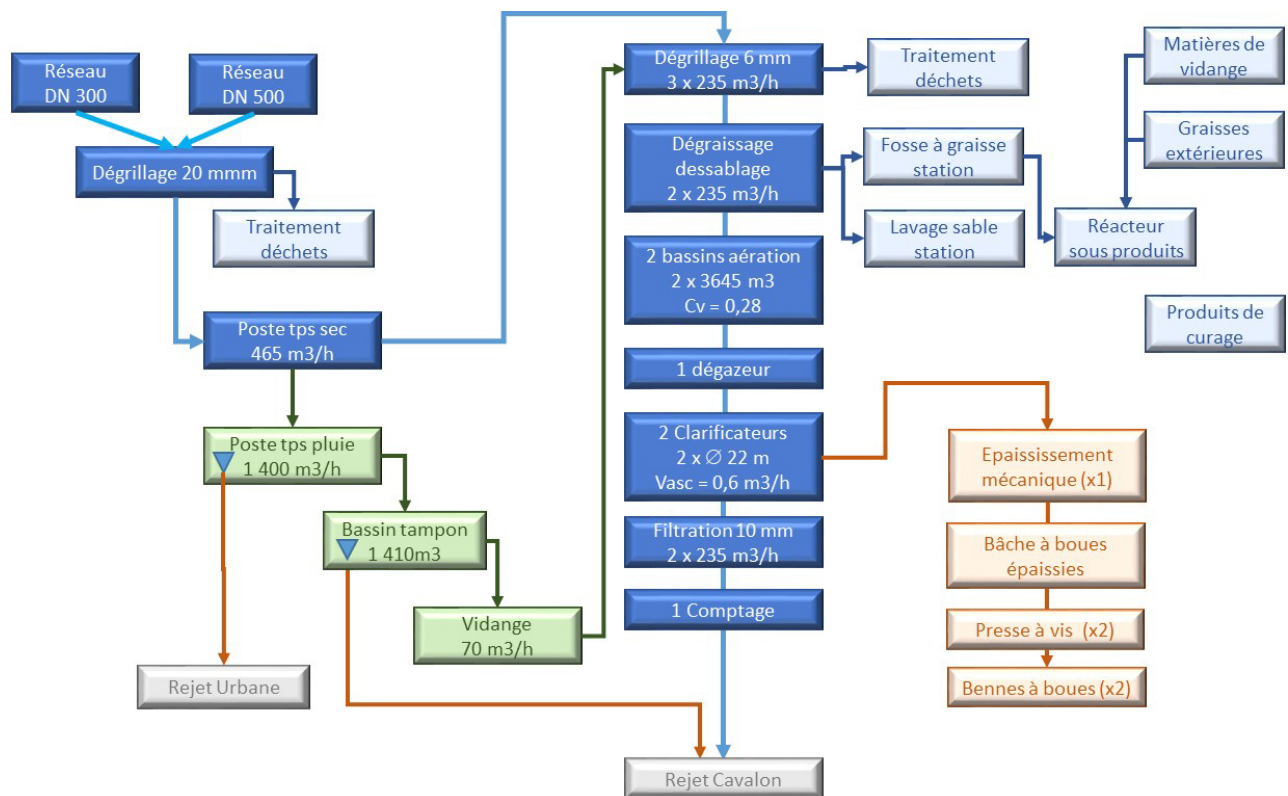 Réseau
DN 300
Réseau
DN 500
Dégrillage 20 mmm
Traitement
déchets
Poste tps sec
465 m3/h
Poste tps pluie
1 400 m3/h
Bassin tampon
1 410m3
Vidange
70 m3/h
Rejet Urbane
Dégrillage 6 mm
3 x 235 m3/h
Traitement
déchets
Dégraissage
dessablage
2 x 235 m3/h
Fosse à graisse
station
Lavage sable
station
Matières de
vidange
Graisses
extérieures
Réacteur
sous produits
Produits de
curage
2 bassins aération
2 x 3645 m3
Cv = 0,28
1 dégazeur
2 Clarificateurs
2 x ∅ 22 m
Vasc = 0,6 m3/h
Filtration 10 mm
2 x 235 m3/h
1 Comptage
Rejet Cavalon
Epaississement
mécanique (x1)
Bâche à boues
épaissies
Presse à vis (x2)
Bennes à boues (x2)